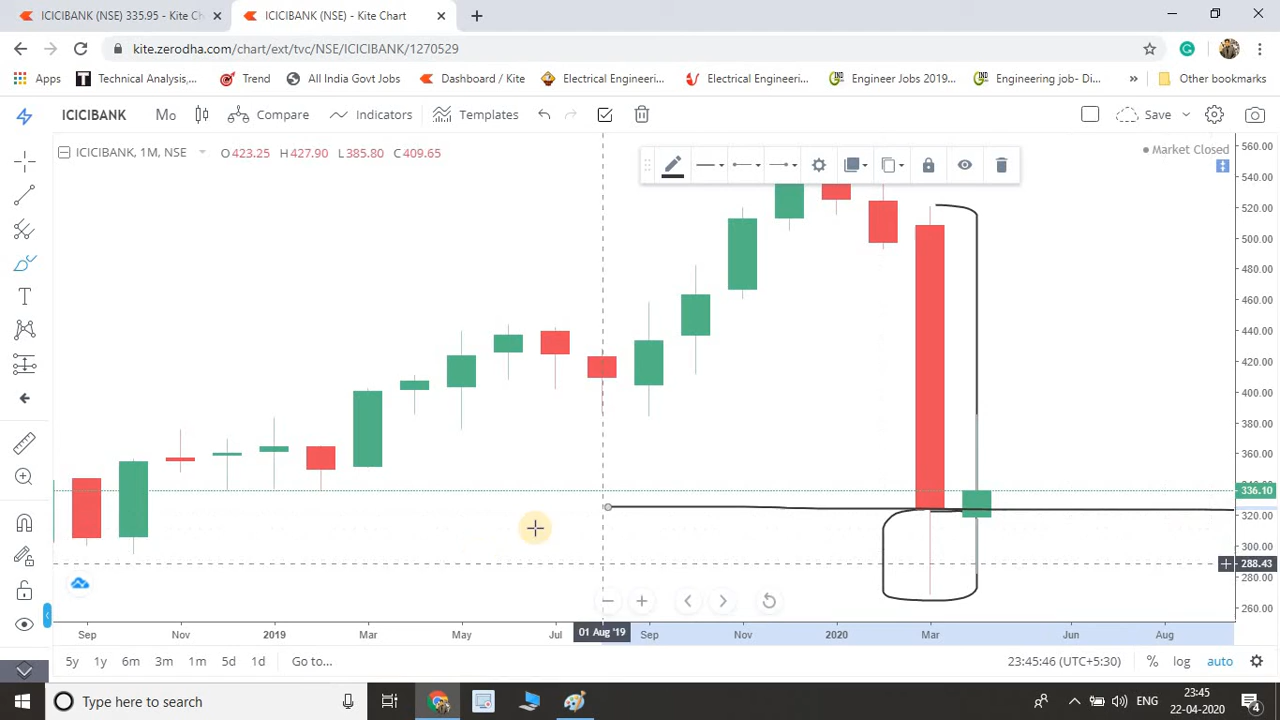 ICICIBANK (NSE) 335.95 - Kite Ch
ICICIBANK (NSE) - Kite Chart
kite.zerodha.com/chart/ext/tvc/NSE/ICICIBANK/1270529
Apps
Technical Analysis,...
Trend
All India Govt Jobs
Dashboard / Kite
Electrical Engineeri...
Electrical Enginee...
Engineer Jobs 2019...
Engineering job- Di...
»
Other bookmarks
ICICIBANK Mo Compare Indicators Templates Save
ICICIBANK, 1M, NSE O423.25 H427.90 L385.80 C409.65
Market Closed
560.00
540.00
520.00
500.00
480.00
460.00
440.00
420.00
400.00
380.00
360.00
336.10
320.00
300.00
288.43
280.00
260.00
Sep Nov 2019 Mar May Jul 01 Aug '19 Sep Nov 2020 Mar Jun Aug
5y 1y 6m 3m 1m 5d 1d Go to... 23:45:46 (UTC+5:30) % log auto
Type here to search
ENG
23:45
22-04-2020
4